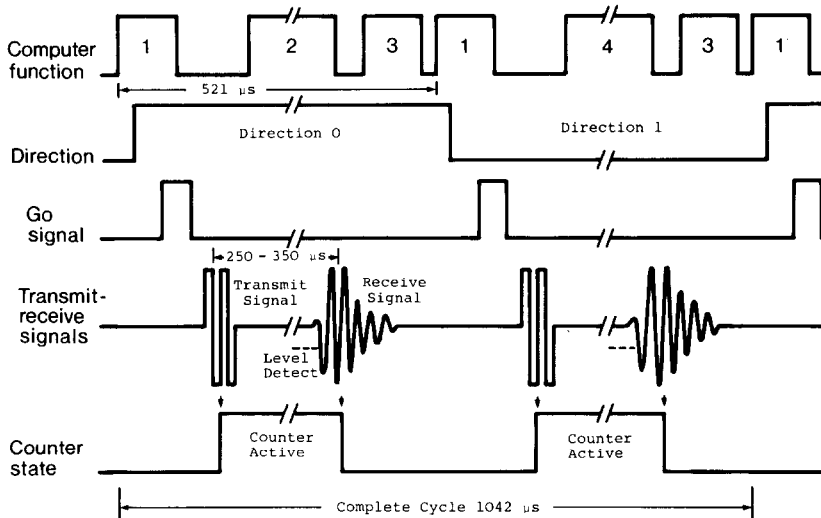 Computer
function
1
2
3
1
4
3
1
521 µs
Direction
Direction 0
Direction 1
Go
signal
250 - 350 µs
Transmit-
receive
signals
Transmit
Signal
Receive
Signal
Level
Detect
Counter
state
Counter
Active
Counter
Active
Complete Cycle 1042 µs